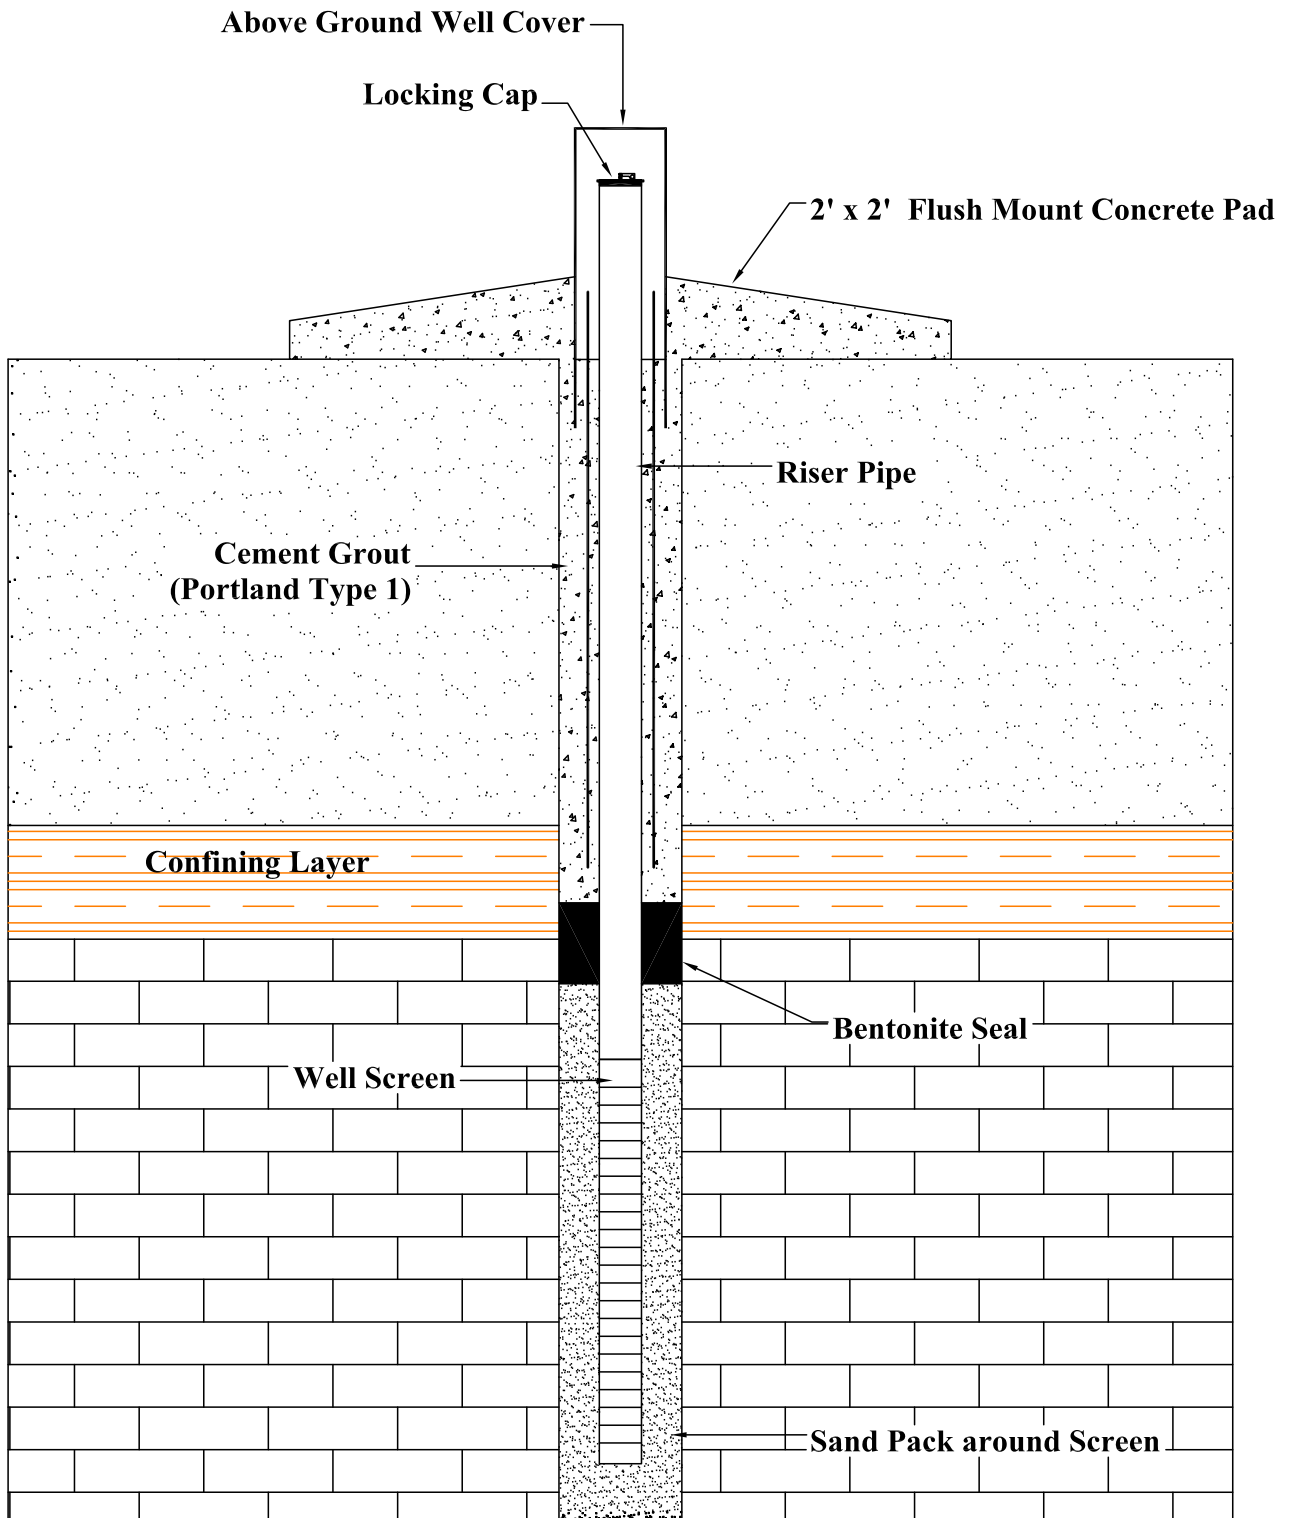 Above Ground Well Cover
Locking Cap
2' x 2' Flush Mount Concrete Pad
Riser Pipe
Cement Grout
(Portland Type 1)
Confining Layer
Bentonite Seal
Well Screen
Sand Pack around Screen